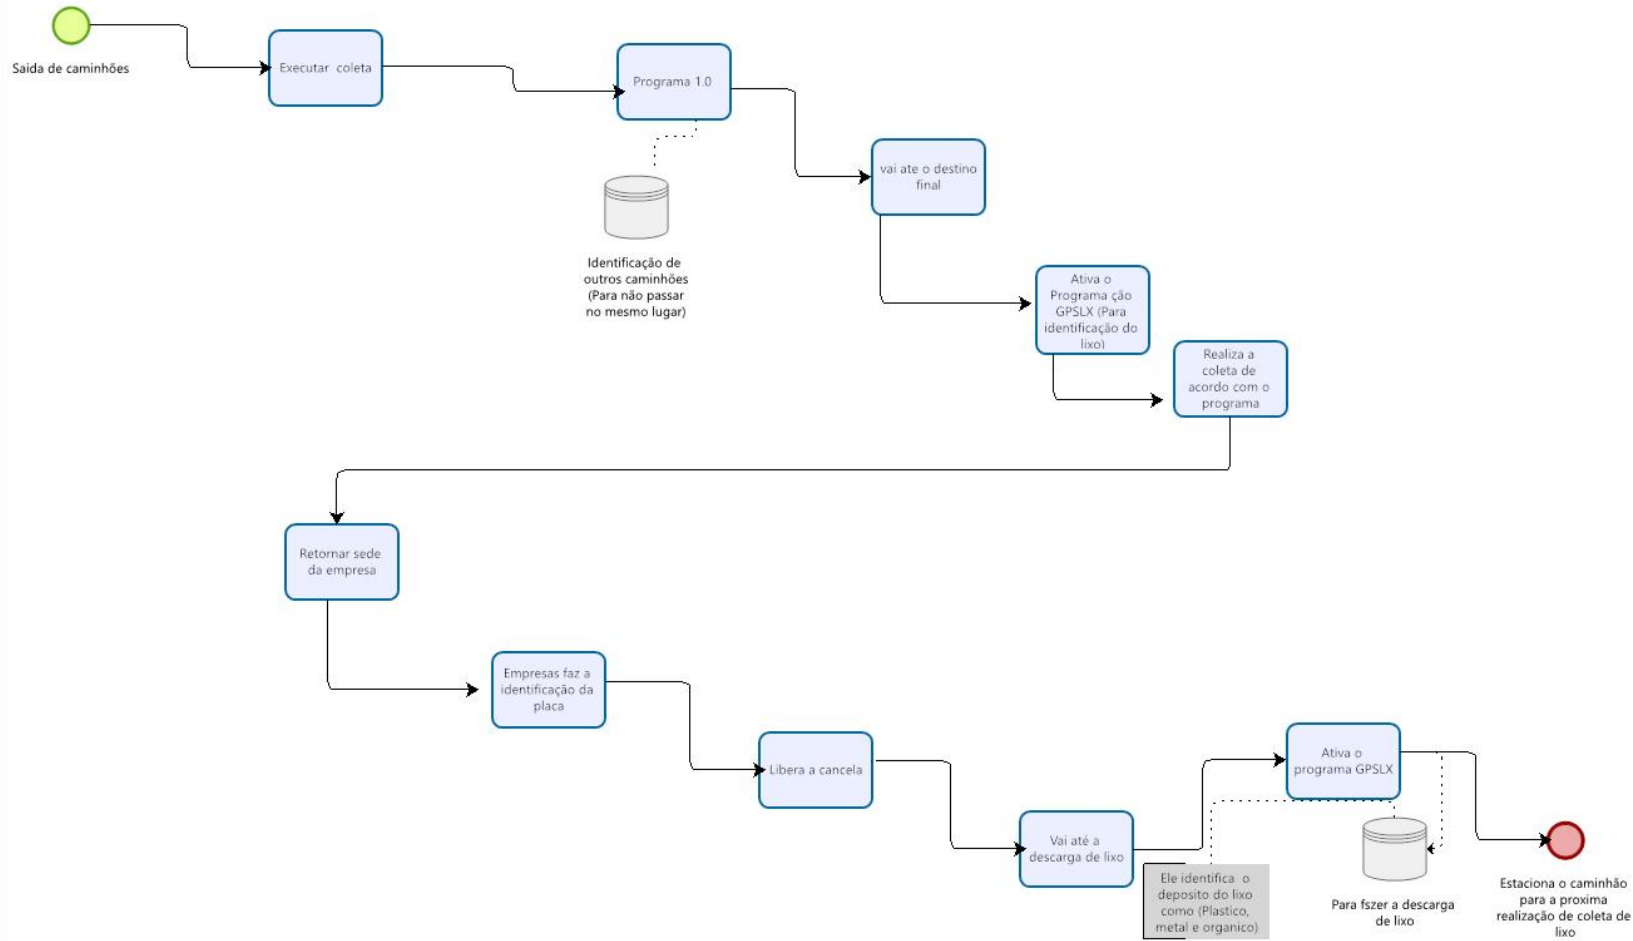 Saida de caminhões
Executar coleta
Programa 1.0
Identificação de
outros caminhões
(Para não passar
no mesmo lugar)
vai ate o destino
final
Ativa o
Programa ção
GPSLX (Para
identificação do
lixo)
Realiza a
coleta de
acordo com o
programa
Retornar sede
da empresa
Empresas faz a
identificação da
placa
Libera a cancela
Vai até a
descarga de lixo
Ele identifica o
deposito do lixo
como (Plastico,
metal e organico)
Ativa o
programa GPSLX
Para fszer a descarga
de lixo
Estaciona o caminhão
para a proxima
realização de coleta de
lixo